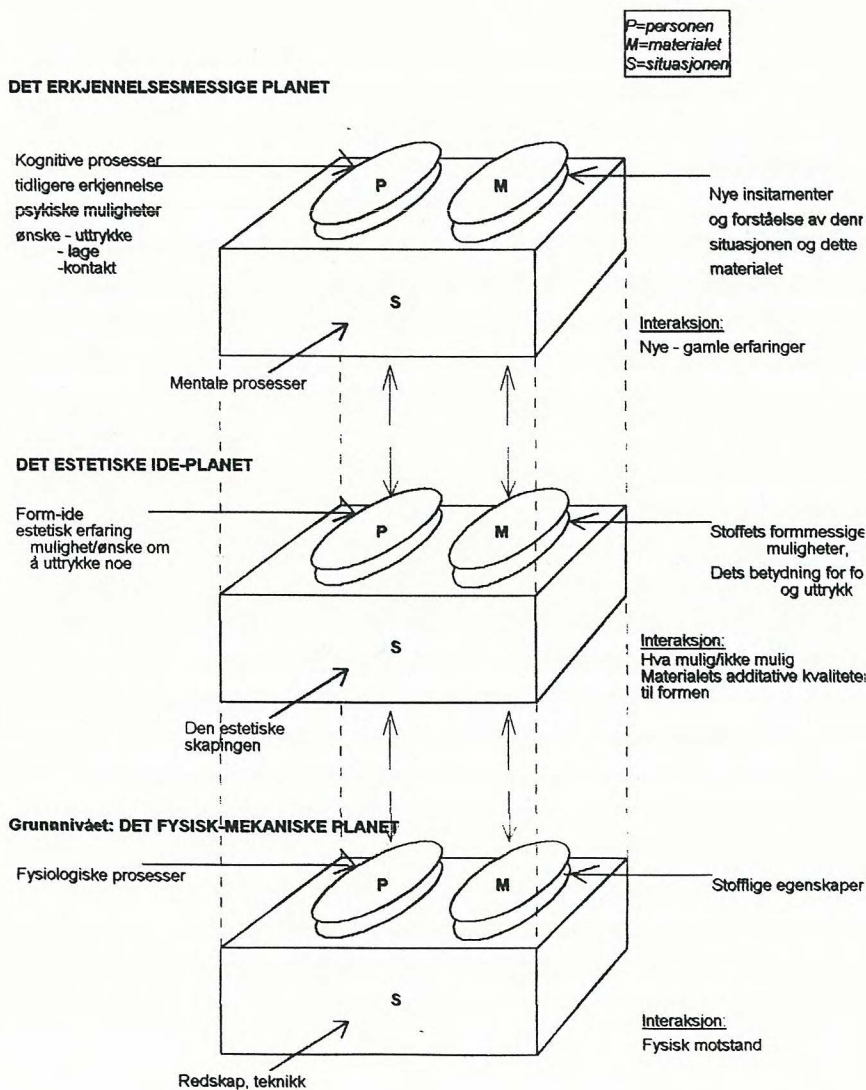 P=personen
M=materialet
S=situasjonen
DET ERKJENNELSESMESSIGE PLANET
Kognitive prosesser
tidligere erkjennelse
psykiske muligheter
ønske - uttrykke
- lage
-kontakt
P
M
Nye insitamenter
og forståelse av
situasjonen og dette
materialet
S
Interaksjon:
Nye - gamle erfaringer
Mentale prosesser
DET ESTETISKE IDE-PLANET
Form-ide
estetisk erfaring
mulighet/ønske om
å uttrykke noe
P
M
Stoffets formmessige
muligheter,
Dets betydning for
og uttrykk
S
Interaksjon:
Hva mulig/ikke mulig
Materialets additative
til formen
Den estetiske
skapingen
Grunnnivået: DET FYSISK-MEKANISKE PLANET
Fysiologiske prosesser
P
M
Stofflige egenskaper
S
Interaksjon:
Fysisk motstand
Redskap, teknikk